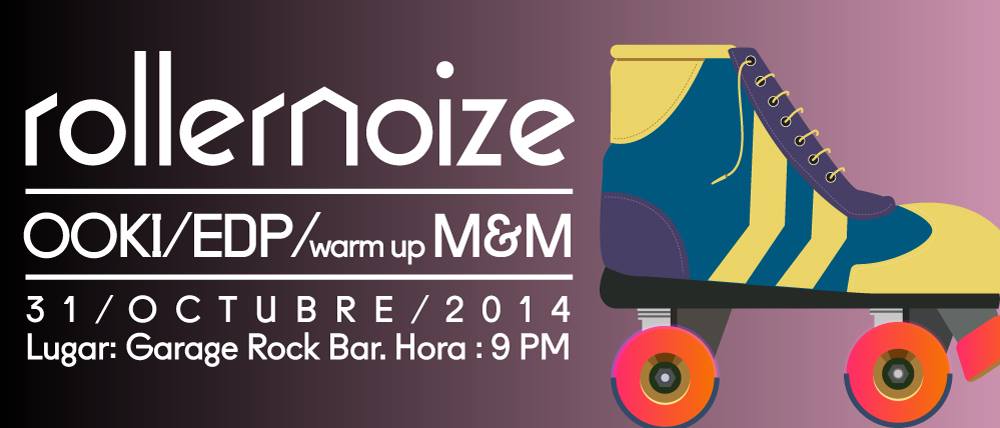 rollernoize
OOKI/EDP/warm up M&M
31/OCTUBRE/2014
Lugar: Garage Rock Bar. Hora : 9 PM